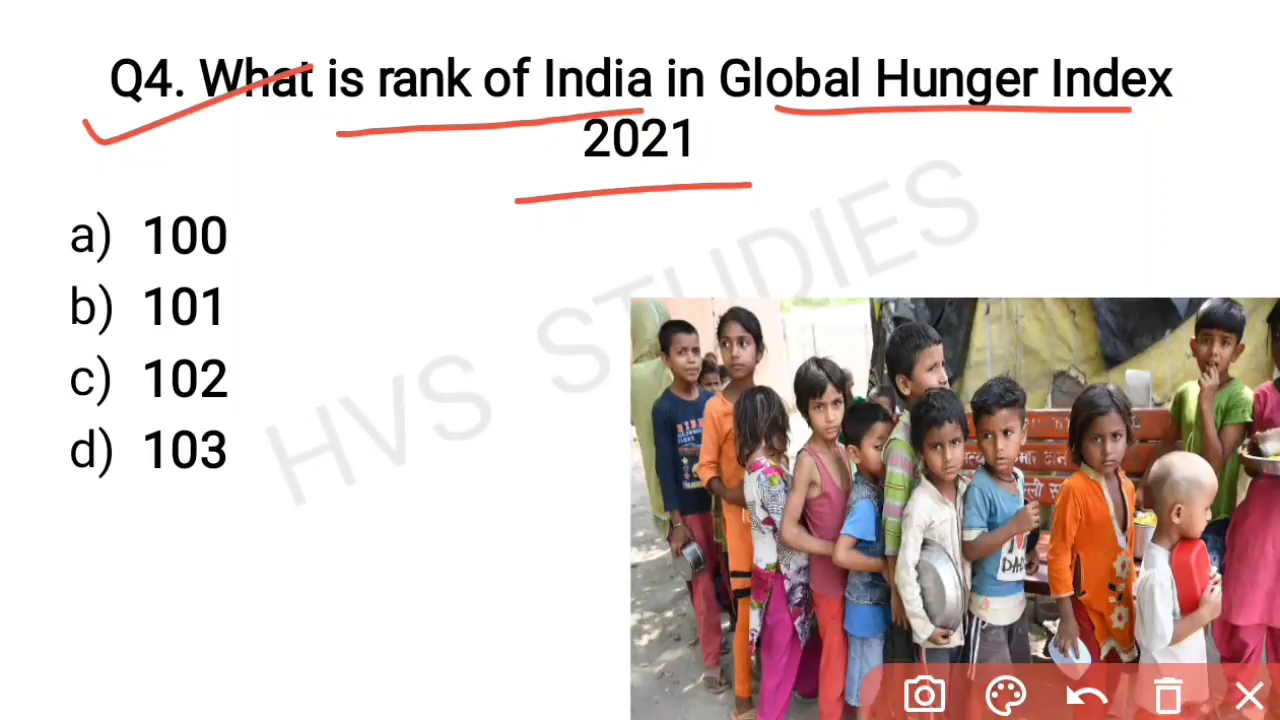 Q4. What is rank of India in Global Hunger Index
2021
a) 100
b) 101
c) 102
d) 103
HVS STUDIES